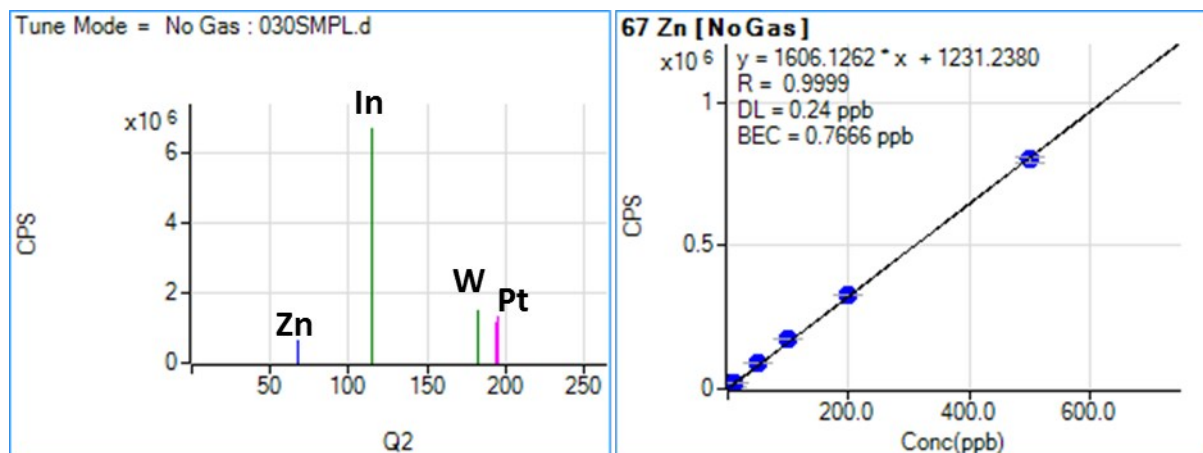 Tune Mode = No Gas : 030SMPL.d
x10 6
CPS
6
4
2
0
In
W
Pt
Zn
50 100 150 200 250
Q2
67 Zn [No Gas]
x10 6
y = 1606.1262 * x + 1231.2380
R = 0.9999
DL = 0.24 ppb
BEC = 0.7666 ppb
CPS
1
0.5
0
200.0 400.0 600.0
Conc(ppb)